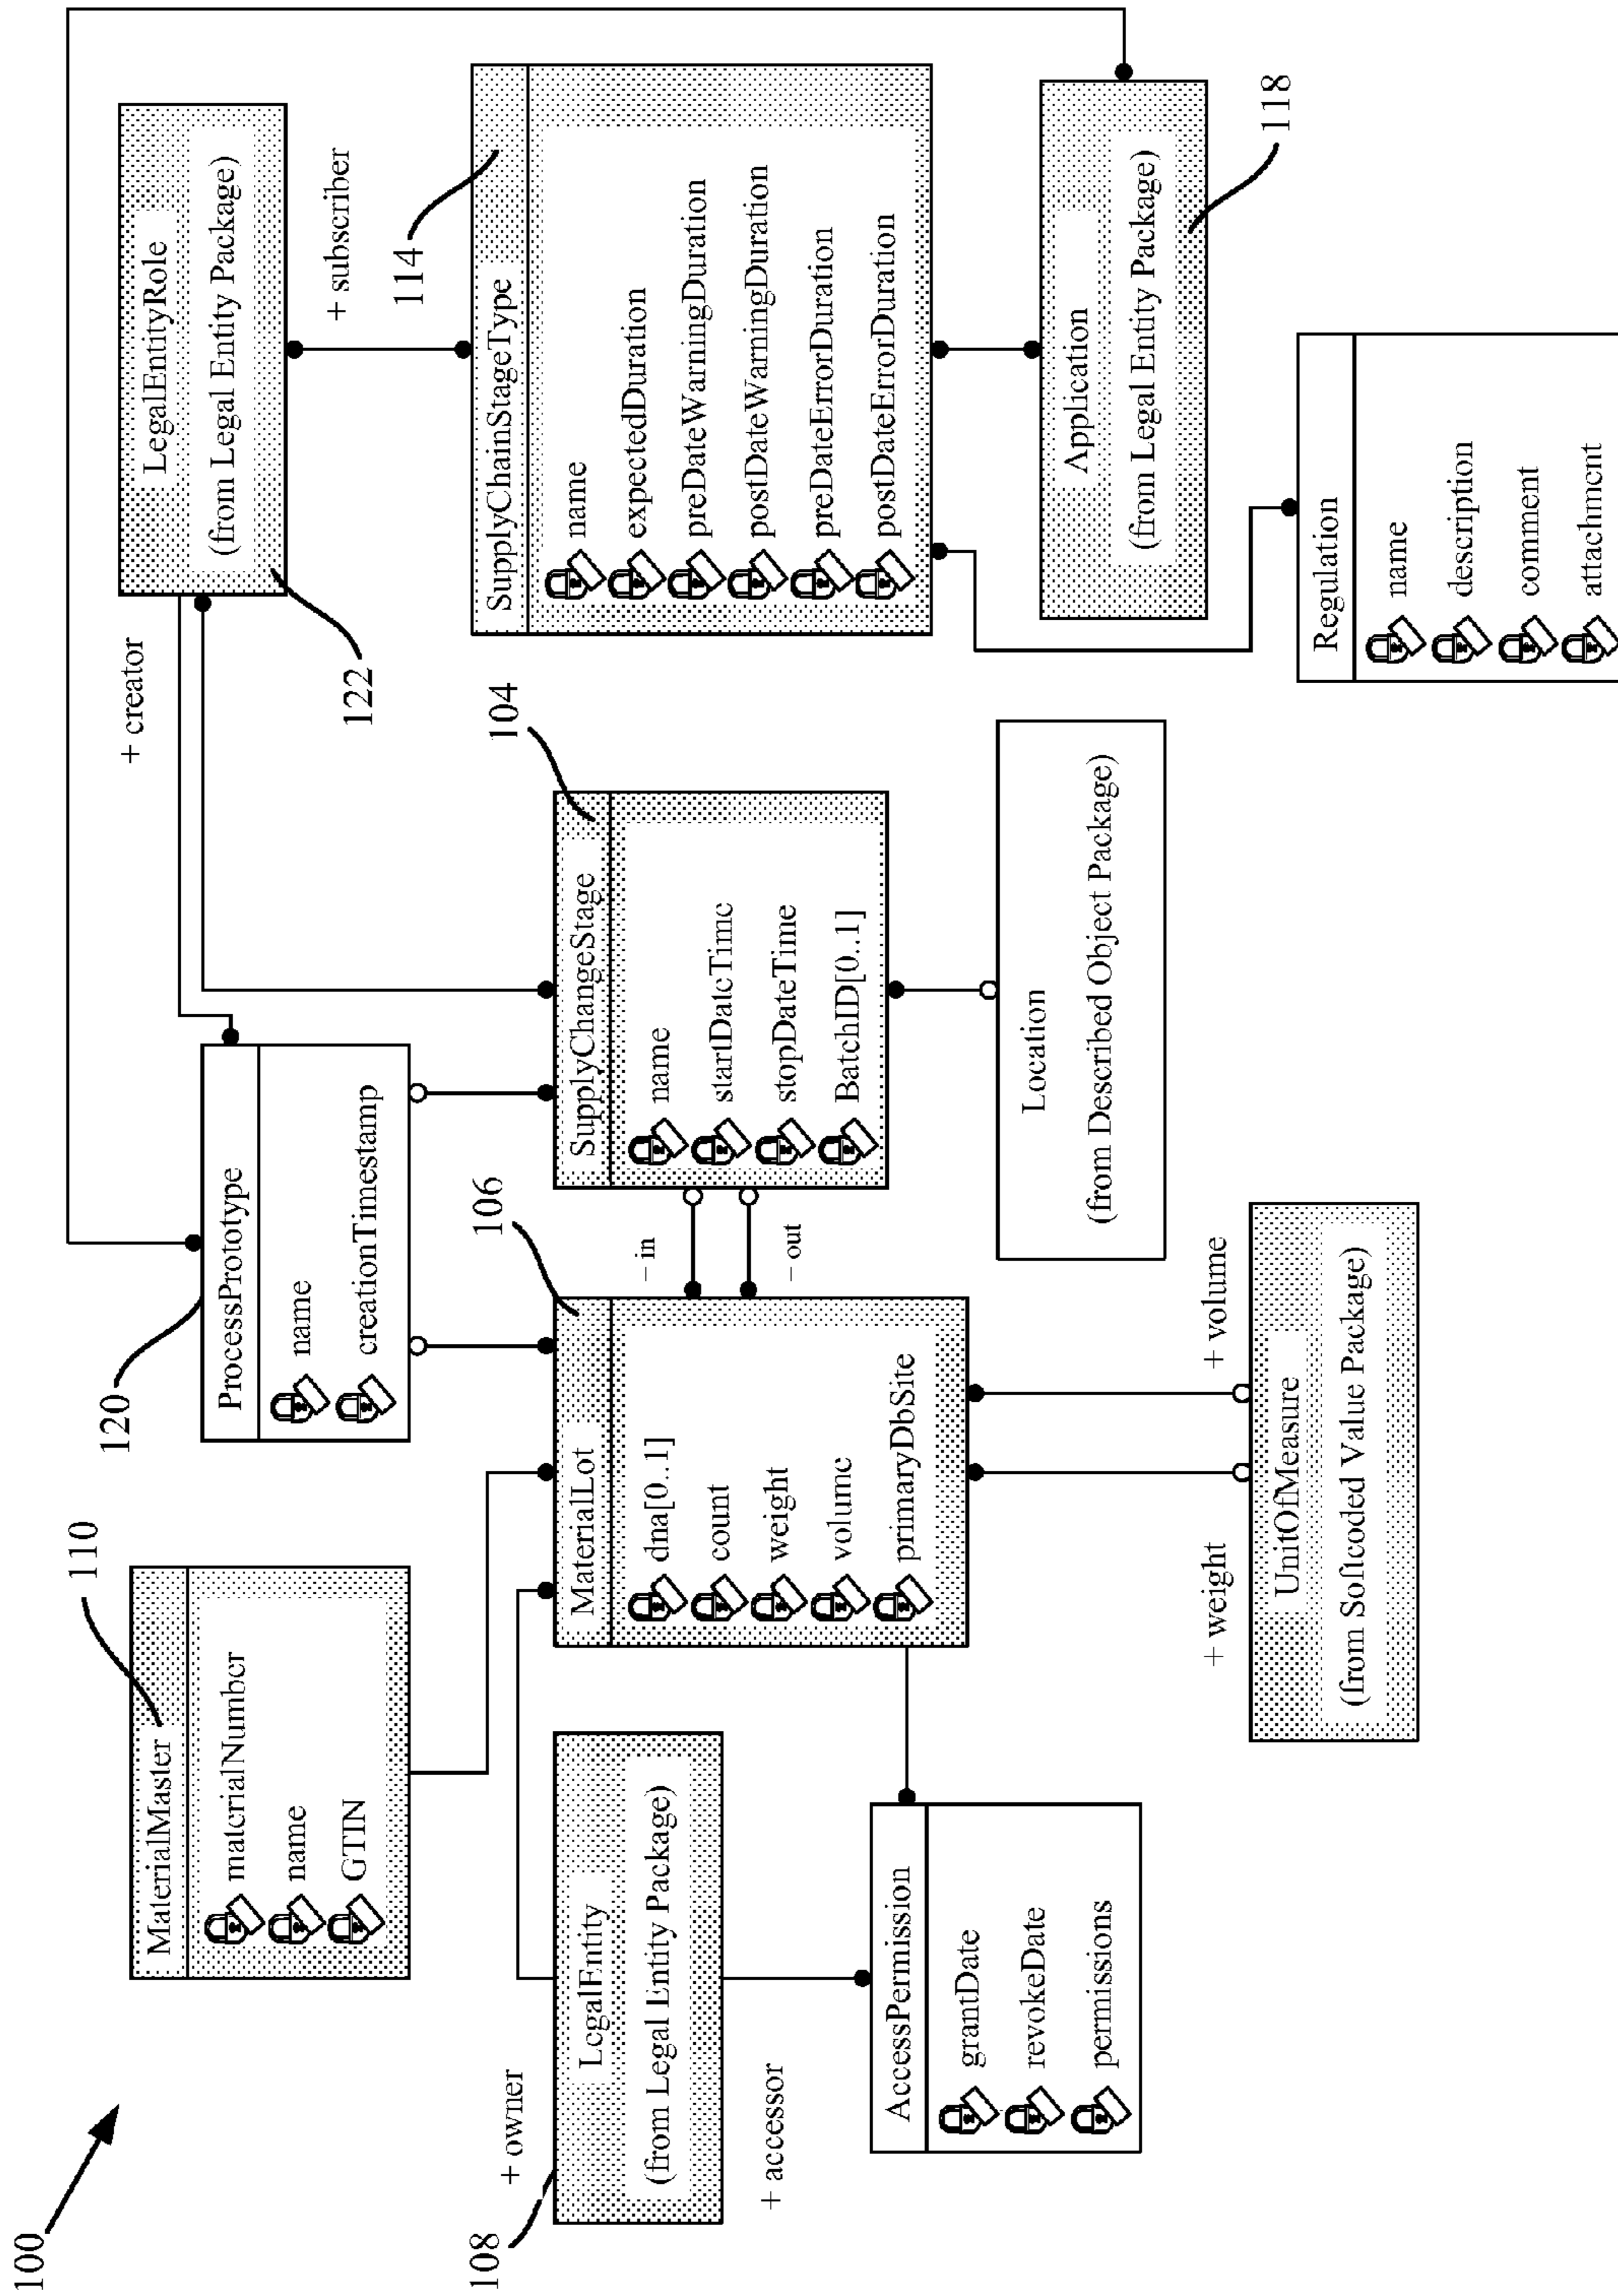 100
MaterialMaster
110
materialNumber
name
GTIN
120
ProcessPrototype
name
creationTimestamp
+ creator
LegalEntityRole
(from Legal Entity Package)
122
+ subscriber
108
+ owner
LegalEntity
(from Legal Entity Package)
+ accessor
MaterialLot
106
dna[0..1]
count
weight
volume
primaryDbSite
– in
– out
SupplyChangeStage
104
name
startDateTime
stopDateTime
BatchID[0..1]
SupplyChainStageType
114
name
expectedDuration
preDateWarningDuration
postDateWarningDuration
preDateErrorDuration
postDateErrorDuration
AccessPermission
grantDate
revokeDate
permissions
+ weight
+ volume
UnitOfMeasure
(from Softcoded Value Package)
Location
(from Described Object Package)
Application
(from Legal Entity Package)
118
Regulation
name
description
comment
attachment